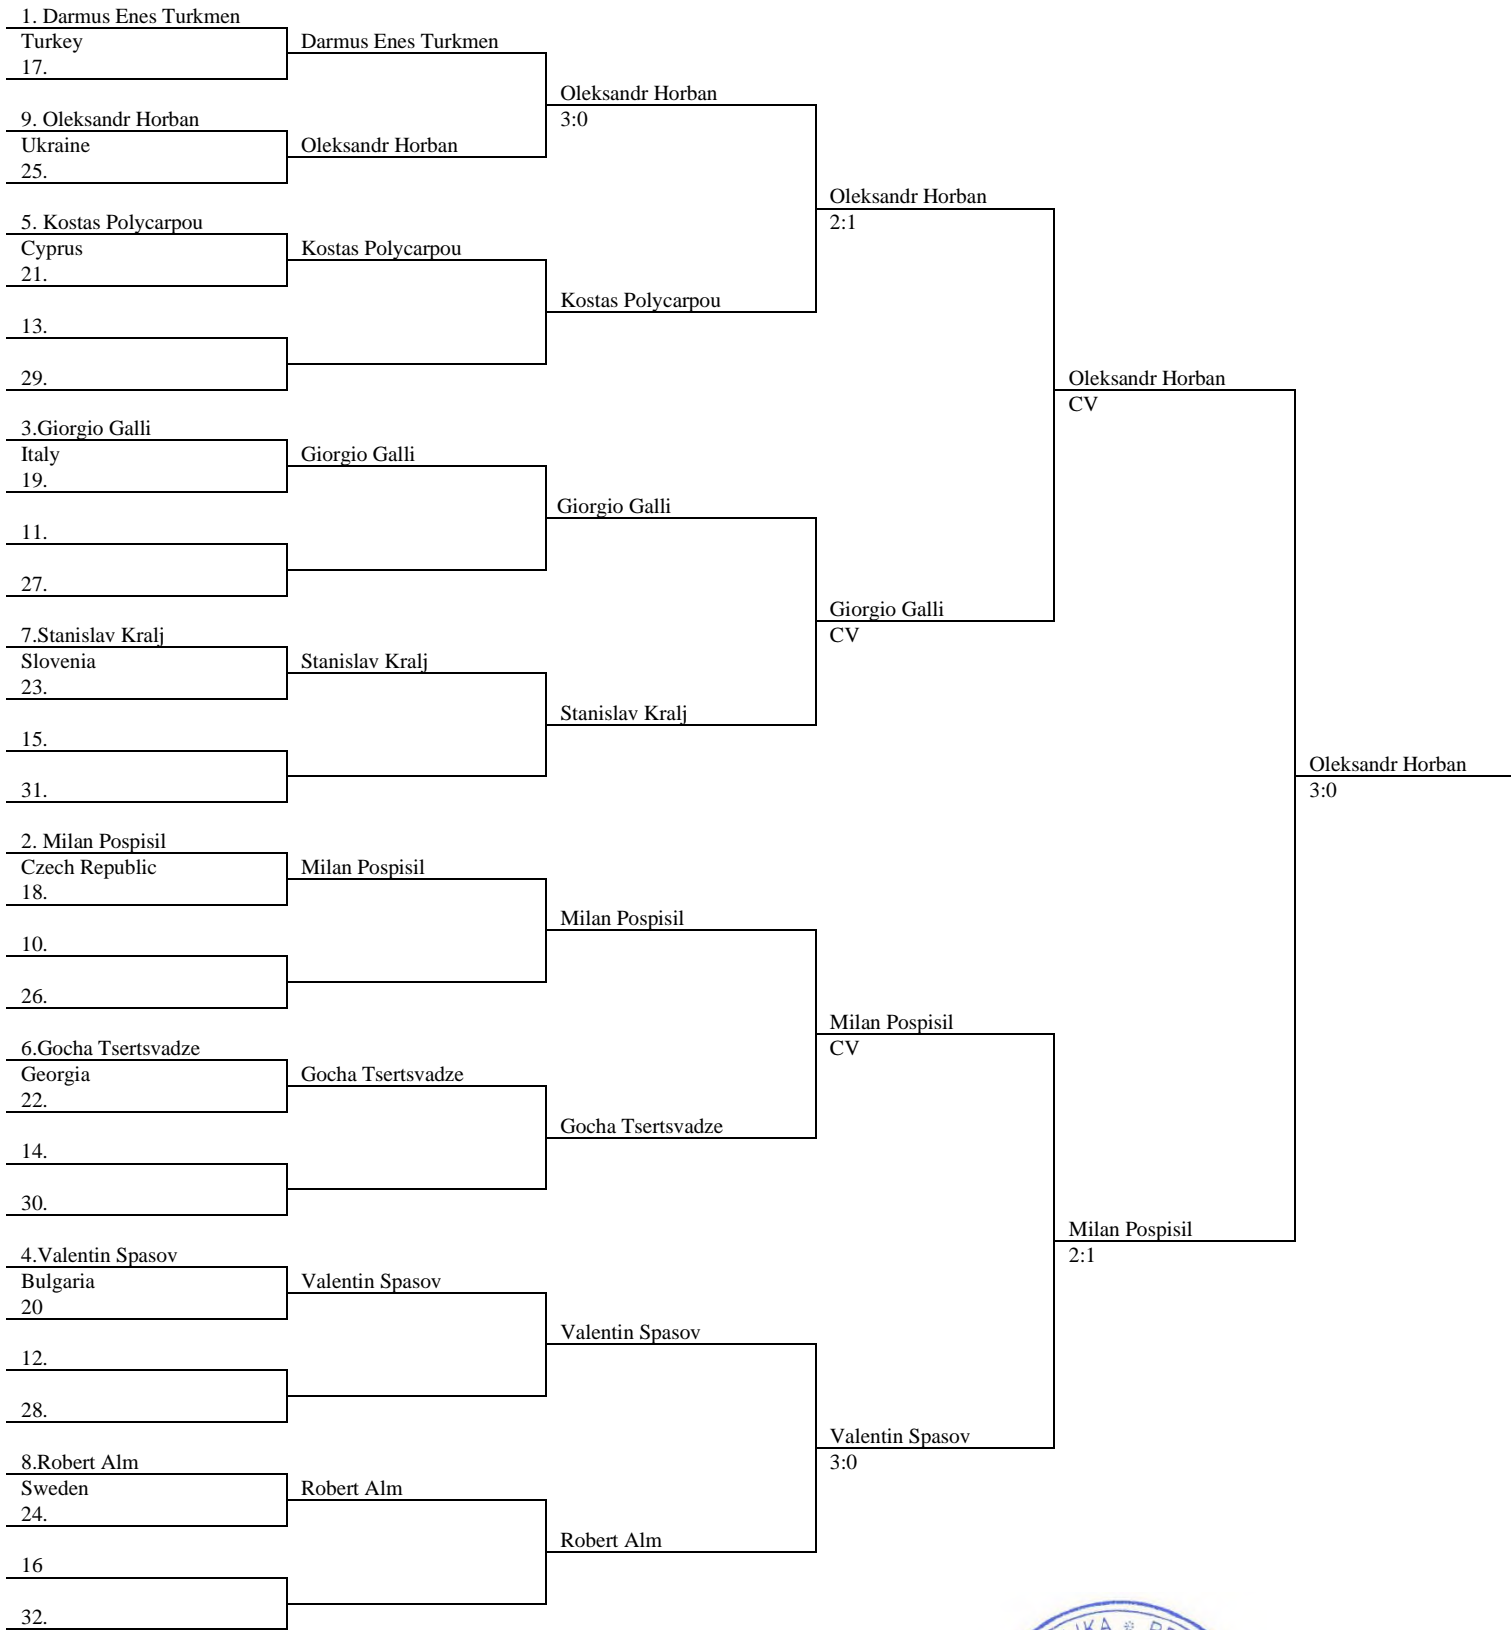 1. Darmus Enes Turkmen
Turkey
17.
9. Oleksandr Horban
Ukraine
25.
5. Kostas Polycarpou
Cyprus
21.
13.
29.
3.Giorgio Galli
Italy
19.
11.
27.
7.Stanislav Kralj
Slovenia
23.
15.
31.
2. Milan Pospisil
Czech Republic
18.
10.
26.
6.Gocha Tsertsvadze
Georgia
22.
14.
30.
4.Valentin Spasov
Bulgaria
20
12.
28.
8.Robert Alm
Sweden
24.
16
32.
Darmus Enes Turkmen
Oleksandr Horban
Kostas Polycarpou
Giorgio Galli
Stanislav Kralj
Milan Pospisil
Gocha Tsertsvadze
Valentin Spasov
Robert Alm
Oleksandr Horban
3:0
Kostas Polycarpou
Giorgio Galli
Stanislav Kralj
Milan Pospisil
Gocha Tsertsvadze
Valentin Spasov
Robert Alm
Oleksandr Horban
2:1
Giorgio Galli
CV
Milan Pospisil
CV
Valentin Spasov
3:0
Oleksandr Horban
CV
Milan Pospisil
2:1
Oleksandr Horban
3:0